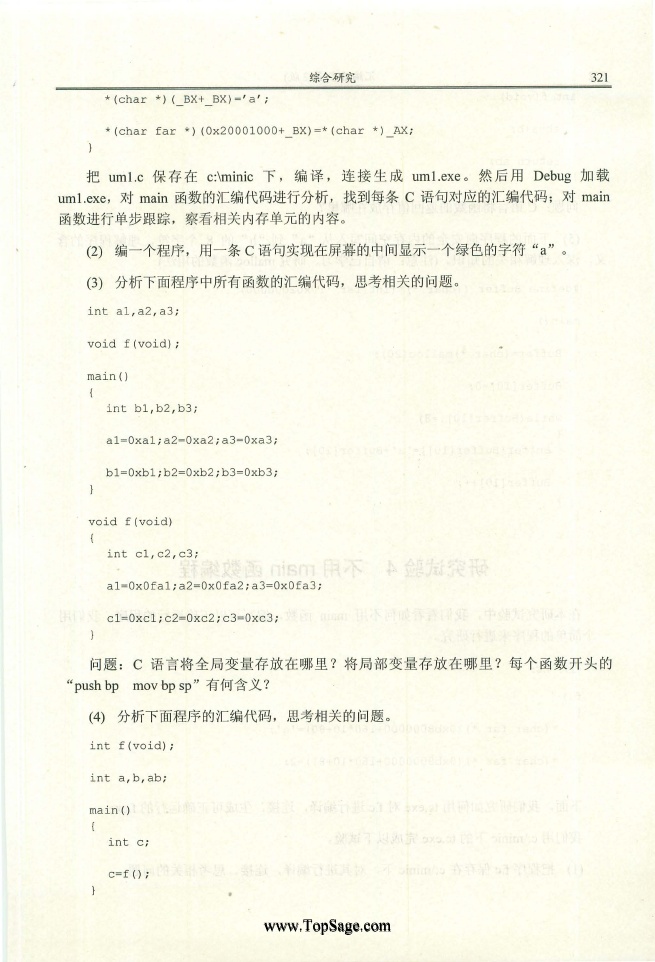 综合研究 321
*(char *)(_BX+_BX)='a';
*(char far *)(0x20001000+_BX)=*(char *)_AX;
}
把 um1.c 保存在 c:\minic 下，编译，连接生成 um1.exe。然后用 Debug 加载
um1.exe，对 main 函数的汇编代码进行分析，找到每条 C 语句对应的汇编代码；对 main
函数进行单步跟踪，察看相关内存单元的内容。
(2) 编一个程序，用一条 C 语句实现在屏幕的中间显示一个绿色的字符“a”。
(3) 分析下面程序中所有函数的汇编代码，思考相关的问题。
int a1,a2,a3;
void f(void);
main()
{
int b1,b2,b3;
a1=0xa1;a2=0xa2;a3=0xa3;
b1=0xb1;b2=0xb2;b3=0xb3;
}
void f(void)
{
int c1,c2,c3;
a1=0x0fa1;a2=0x0fa2;a3=0x0fa3;
c1=0xc1;c2=0xc2;c3=0xc3;
}
问题：C 语言将全局变量存放在哪里？将局部变量存放在哪里？每个函数开头的
“push bp mov bp sp”有何含义？
(4) 分析下面程序的汇编代码，思考相关的问题。
int f(void);
int a,b,ab;
main()
{
int c;
c=f();
}
www.TopSage.com